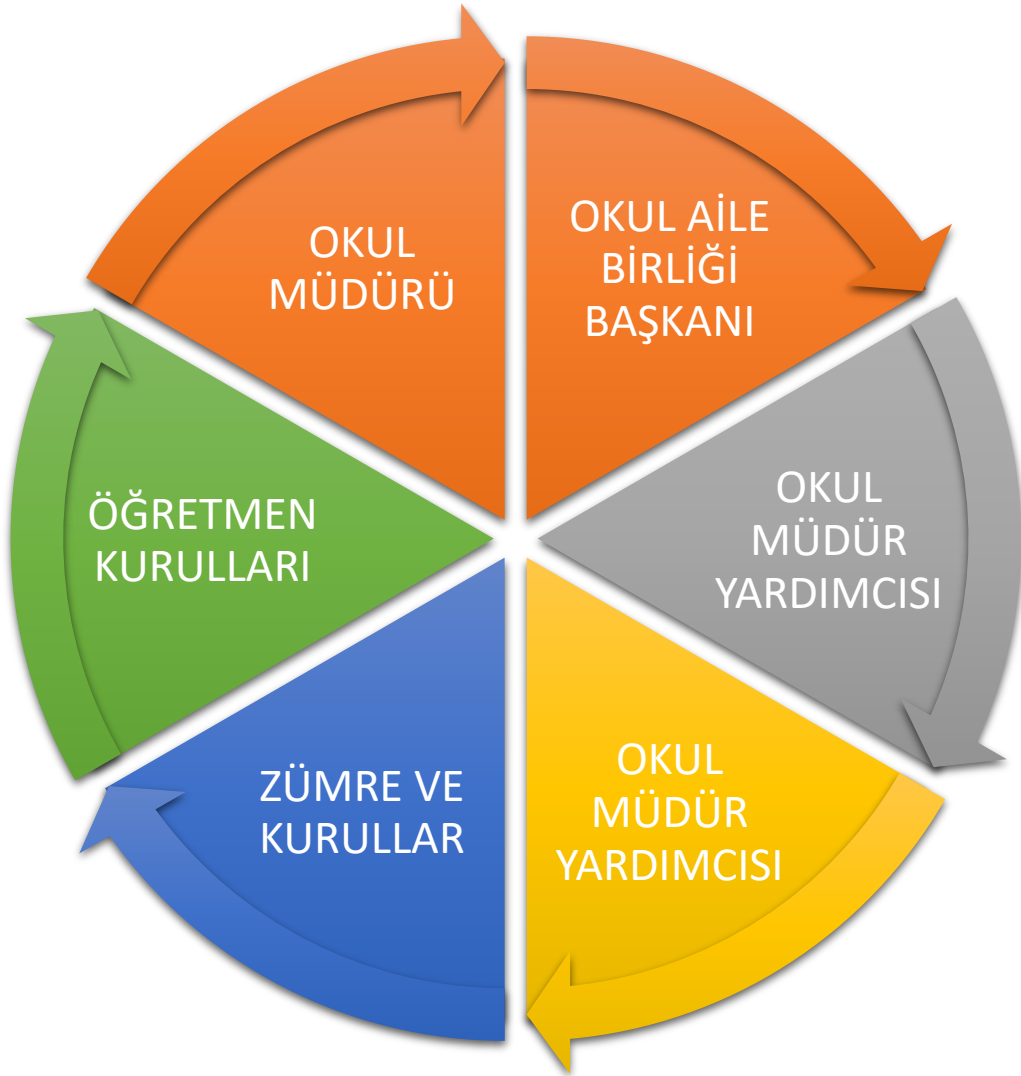 OKUL
MÜDÜRÜ
OKUL AİLE
BİRLİĞİ
BAŞKANI
OKUL
MÜDÜR
YARDIMCISI
OKUL
MÜDÜR
YARDIMCISI
ZÜMRE VE
KURULLAR
ÖĞRETMEN
KURULLARI